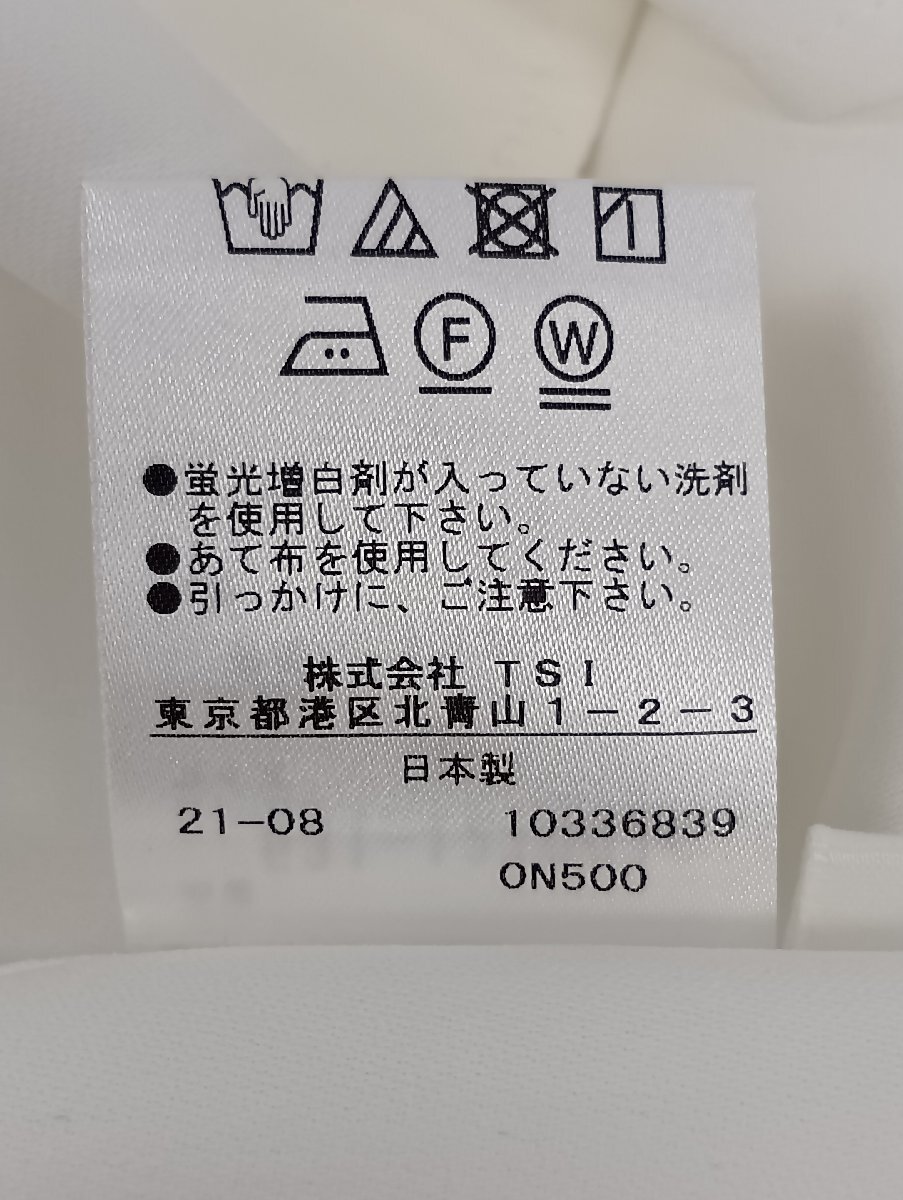 F W
●蛍光増白剤が入っていない洗剤
を使用して下さい。
●あて布を使用してください。
●引っかけに、ご注意下さい。
株式会社 TSI
東京都港区北青山1-2-3
日本製
21-08 10336839
0N500